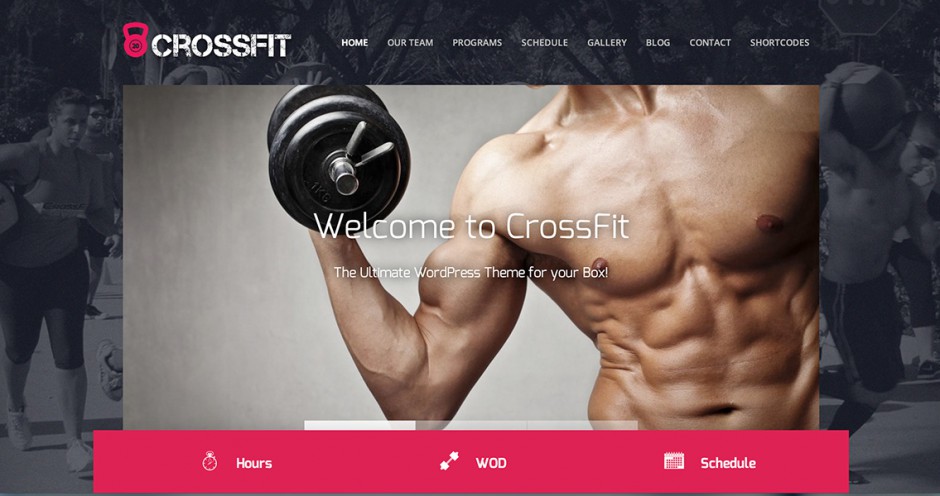 CROSSFIT
HOME OUR TEAM PROGRAMS SCHEDULE GALLERY BLOG CONTACT SHORTCODES
1KG
Welcome to CrossFit
The Ultimate WordPress Theme for your Box!
Hours WOD Schedule